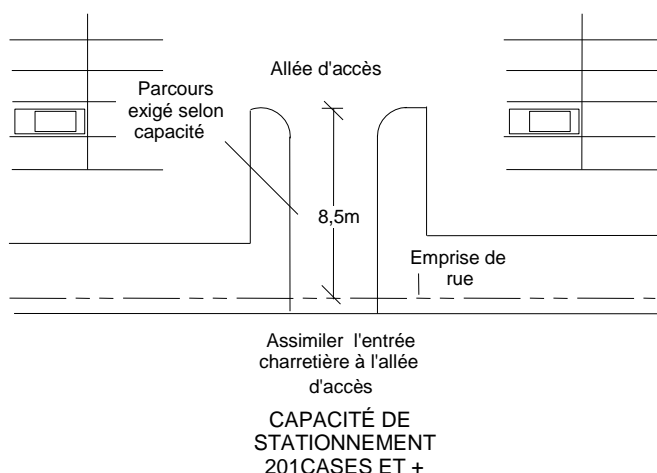 Allée d'accès
Parcours
exigé selon
capacité
8,5m
Emprise de
rue
Assimiler l'entrée
charretière à l'allée
d'accès
CAPACITÉ DE
STATIONNEMENT
201CASES ET +